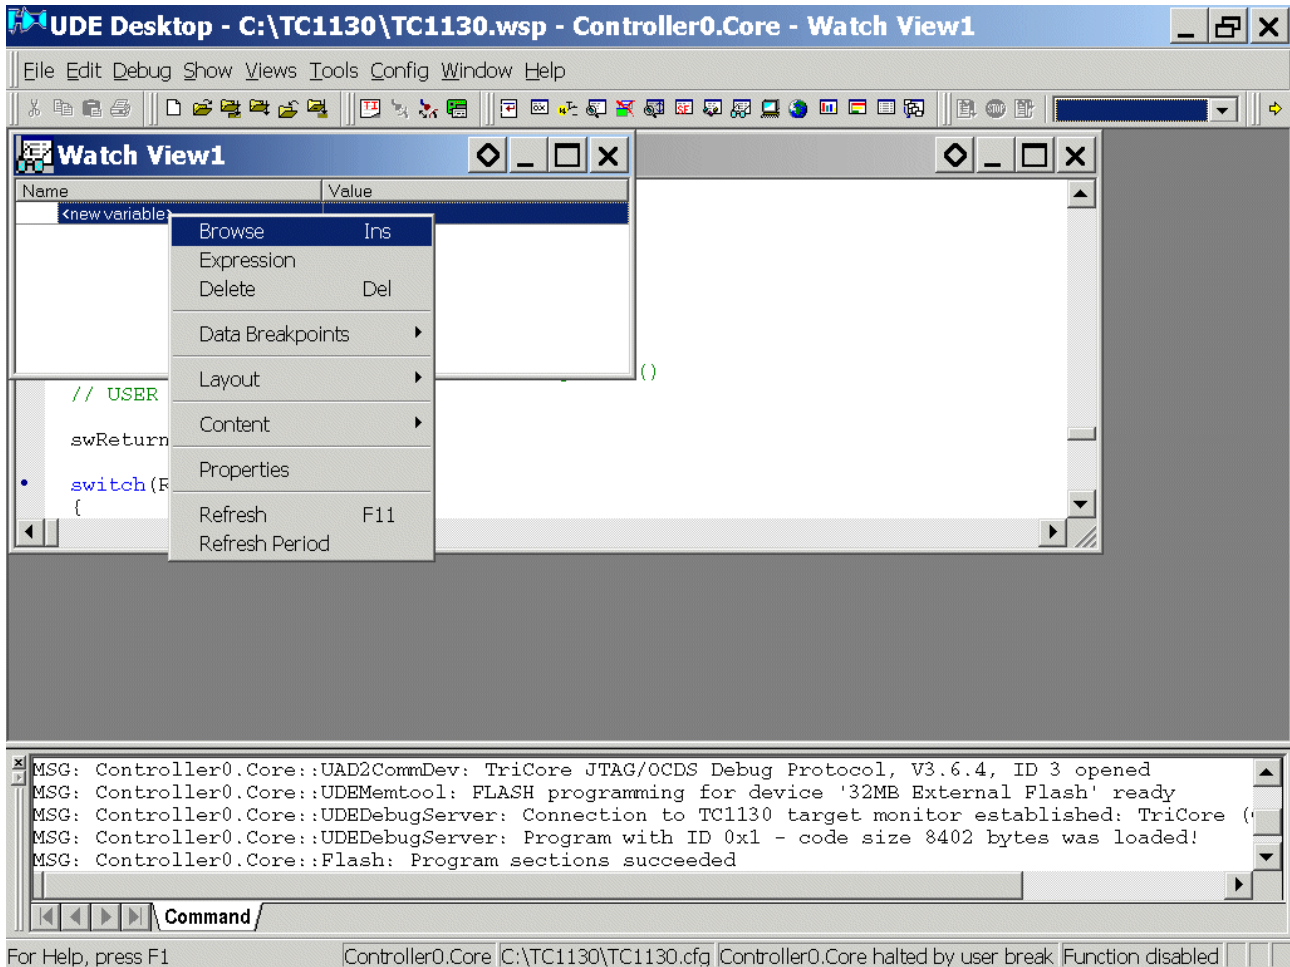 UDE Desktop - C:\TC1130\TC1130.wsp - Controller0.Core - Watch View1
File Edit Debug Show Views Tools Config Window Help
Watch View1
Name Value
<new variable>
Browse Ins
Expression
Delete Del
Data Breakpoints
Layout
Content
Properties
Refresh F11
Refresh Period
()
// USER
swReturn
switch(R
{
MSG: Controller0.Core::UAD2CommDev: TriCore JTAG/OCDS Debug Protocol, V3.6.4, ID 3 opened
MSG: Controller0.Core::UDEMemtool: FLASH programming for device '32MB External Flash' ready
MSG: Controller0.Core::UDEDebugServer: Connection to TC1130 target monitor established: TriCore (
MSG: Controller0.Core::UDEDebugServer: Program with ID 0x1 - code size 8402 bytes was loaded!
MSG: Controller0.Core::Flash: Program sections succeeded
Command
For Help, press F1 Controller0.Core C:\TC1130\TC1130.cfg Controller0.Core halted by user break Function disabled